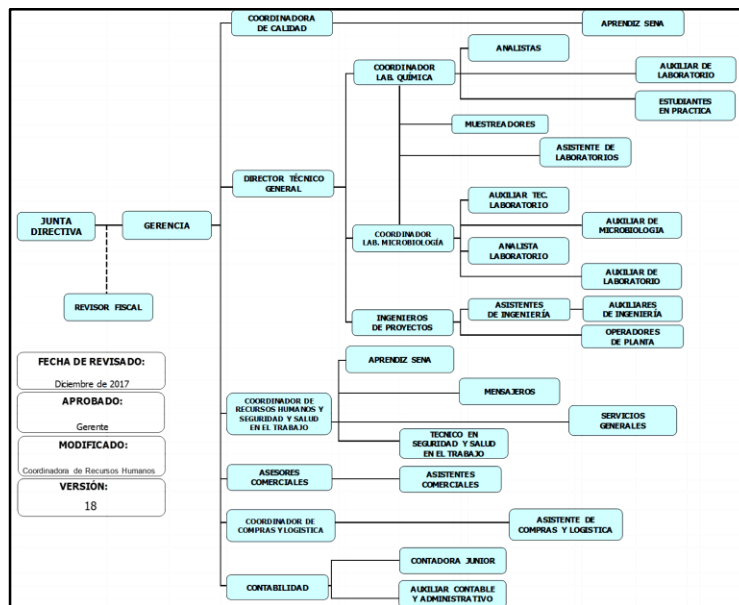 COORDINADORA
DE CALIDAD
APRENDIZ SENA
ANALISTAS
COORDINADOR
LAB. QUÍMICA
AUXILIAR DE
LABORATORIO
ESTUDIANTES
EN PRACTICA
MUESTREADORES
ASISTENTE DE
LABORATORIOS
DIRECTOR TÉCNICO
GENERAL
AUXILIAR TEC.
LABORATORIO
JUNTA
DIRECTIVA
GERENCIA
COORDINADOR
LAB. MICROBIOLOGÍA
AUXILIAR DE
MICROBIOLOGIA
ANALISTA
LABORATORIO
AUXILIAR DE
LABORATORIO
REVISOR FISCAL
INGENIEROS
DE PROYECTOS
ASISTENTES
DE INGENIERÍA
AUXILIARES
DE INGENIERÍA
OPERADORES
DE PLANTA
FECHA DE REVISADO:
Diciembre de 2017
APROBADO:
Gerente
MODIFICADO:
Coordinadora de Recursos Humanos
VERSIÓN:
18
APRENDIZ SENA
MENSAJEROS
COORDINADOR DE
RECURSOS HUMANOS Y
SEGURIDAD Y SALUD
EN EL TRABAJO
SERVICIOS
GENERALES
TECNICO EN
SEGURIDAD Y SALUD
EN EL TRABAJO
ASESORES
COMERCIALES
ASISTENTES
COMERCIALES
COORDINADOR DE
COMPRAS Y LOGISTICA
ASISTENTE DE
COMPRAS Y LOGISTICA
CONTADORA JUNIOR
CONTABILIDAD
AUXILIAR CONTABLE
Y ADMINISTRATIVO